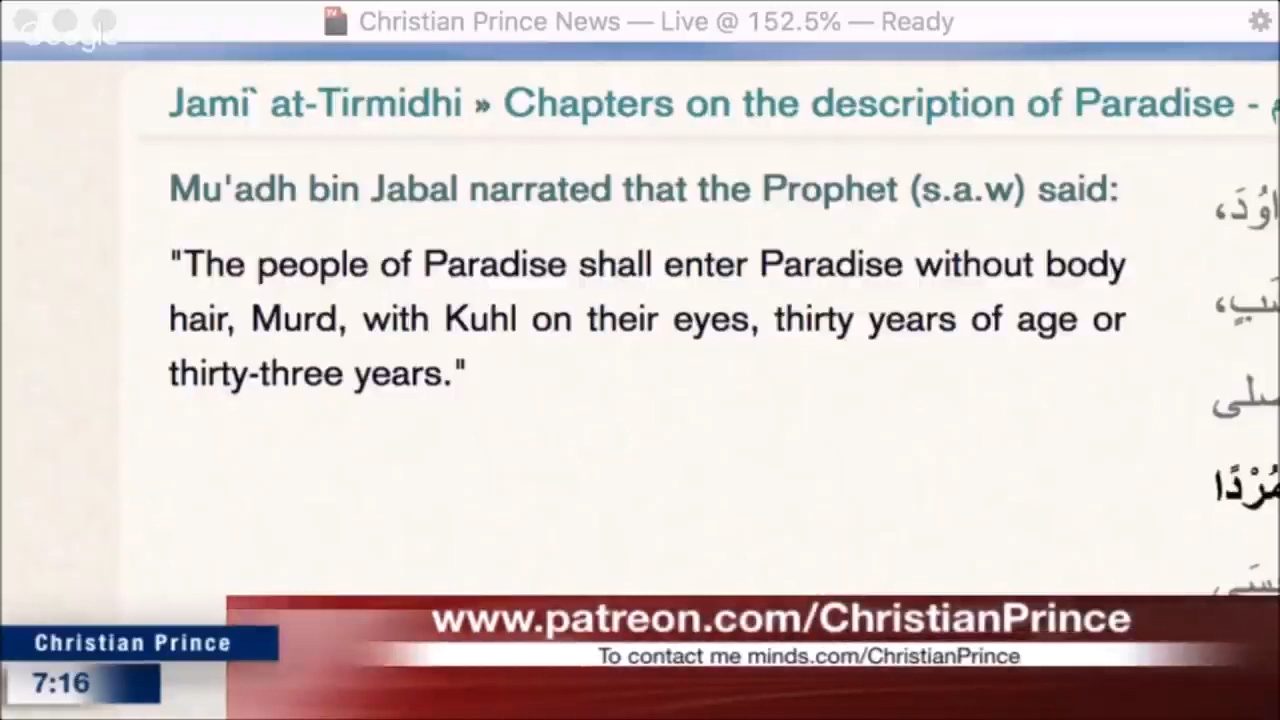 Christian Prince News — Live @ 152.5% — Ready
Google
Jami` at-Tirmidhi » Chapters on the description of Paradise -
Mu'adh bin Jabal narrated that the Prophet (s.a.w) said:
"The people of Paradise shall enter Paradise without body
hair, Murd, with Kuhl on their eyes, thirty years of age or
thirty-three years."
مُرْدًا
www.patreon.com/ChristianPrince
To contact me minds.com/ChristianPrince
Christian Prince
7:16